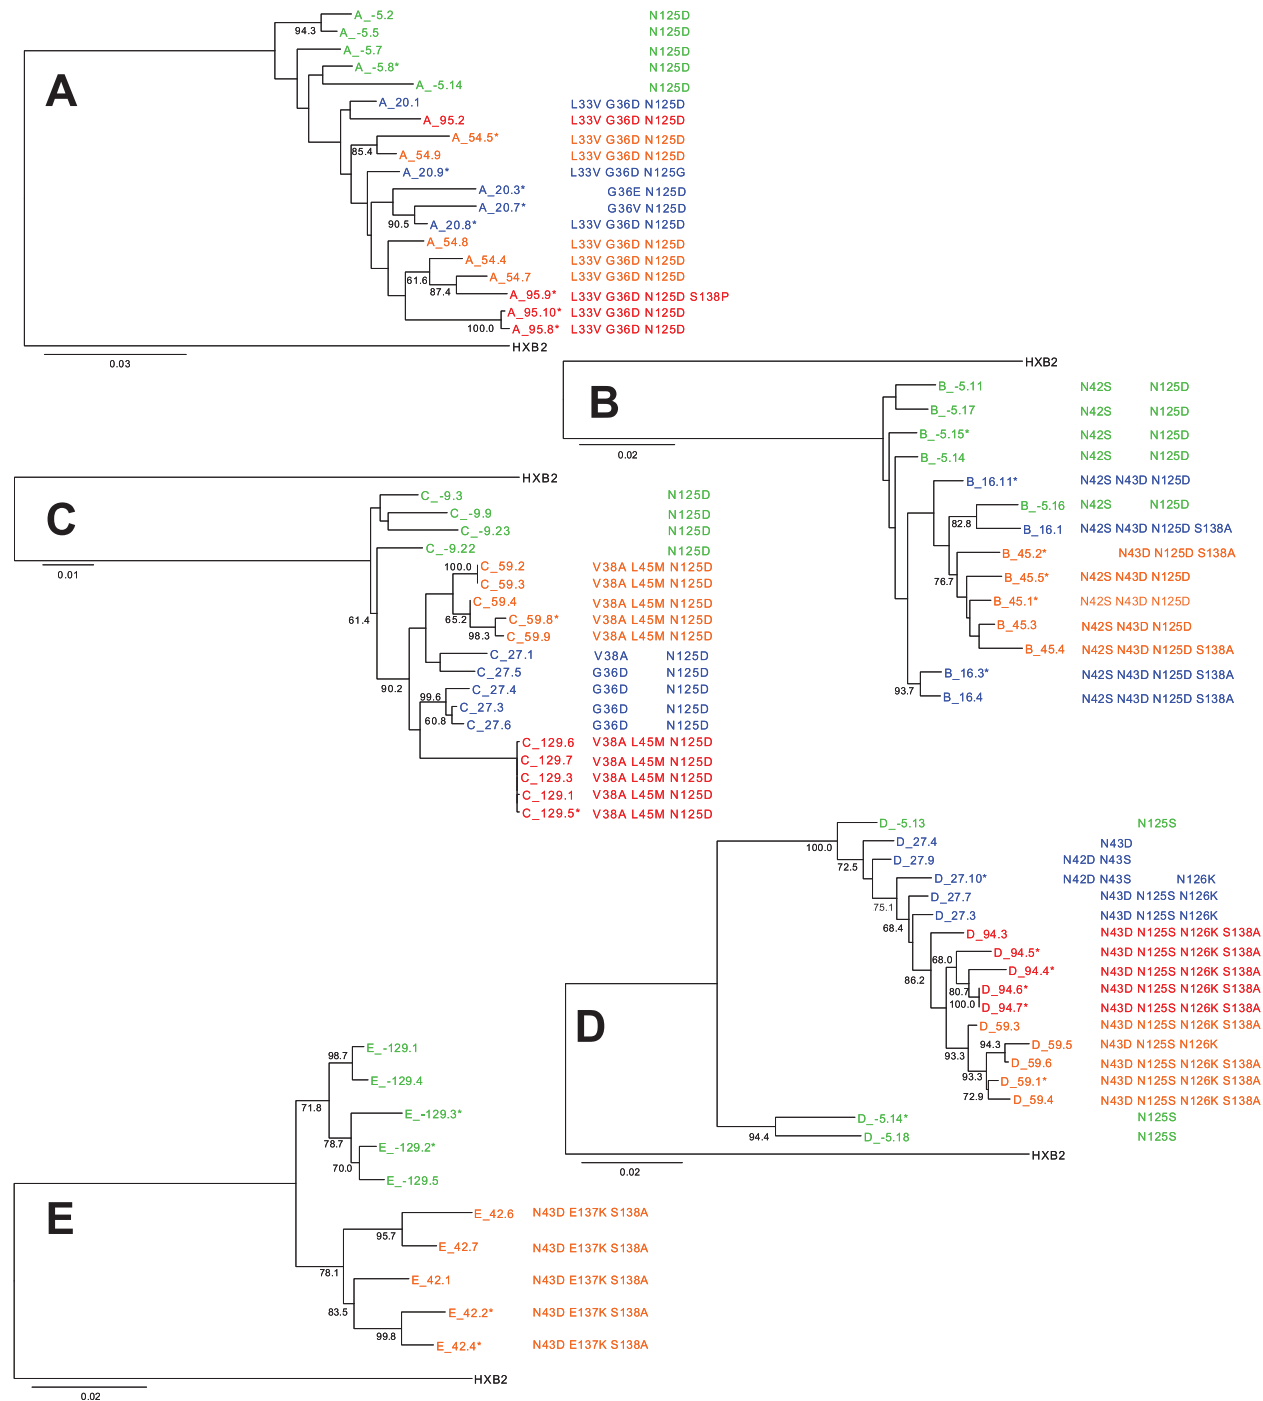 A_-5.2 N125D
94.3
A_-5.5 N125D
A_-5.7 N125D
A_-5.8* N125D
A_-5.14 N125D
A
A_20.1 L33V G36D N125D
A_95.2 L33V G36D N125D
A_54.5* L33V G36D N125D
85.4
A_54.9 L33V G36D N125D
A_20.9* L33V G36D N125G
A_20.3* G36E N125D
A_20.7* G36V N125D
90.5
A_20.8* L33V G36D N125D
A_54.8 L33V G36D N125D
A_54.4 L33V G36D N125D
61.6
A_54.7 L33V G36D N125D
87.4
A_95.9* L33V G36D N125D S138P
A_95.10* L33V G36D N125D
100.0
A_95.8* L33V G36D N125D
HXB2
0.03
HXB2
B
B_-5.11 N42S N125D
B_-5.17 N42S N125D
B_-5.15* N42S N125D
0.02
B_-5.14 N42S N125D
B_16.11* N42S N43D N125D
B_-5.16 N42S N125D
82.8
B_16.1 N42S N43D N125D S138A
B_45.2* N43D N125D S138A
76.7
B_45.5* N42S N43D N125D
B_45.1* N42S N43D N125D
B_45.3 N42S N43D N125D
B_45.4 N42S N43D N125D S138A
B_16.3* N42S N43D N125D S138A
93.7
B_16.4 N42S N43D N125D S138A
HXB2
C
C_-9.3 N125D
C_-9.9 N125D
C_-9.23 N125D
C_-9.22 N125D
0.01
100.0
C_59.2 V38A L45M N125D
C_59.3 V38A L45M N125D
C_59.4 V38A L45M N125D
61.4
65.2
C_59.8* V38A L45M N125D
98.3
C_59.9 V38A L45M N125D
C_27.1 V38A N125D
C_27.5 G36D N125D
90.2
C_27.4 G36D N125D
99.6
C_27.3 G36D N125D
60.8
C_27.6 G36D N125D
C_129.6 V38A L45M N125D
C_129.7 V38A L45M N125D
C_129.3 V38A L45M N125D
C_129.1 V38A L45M N125D
C_129.5* V38A L45M N125D
D_-5.13 N125S
100.0
D_27.4 N43D
72.5
D_27.9 N42D N43S
D_27.10* N42D N43S N126K
75.1
D_27.7 N43D N125S N126K
D_27.3 N43D N125S N126K
68.4
D_94.3 N43D N125S N126K S138A
D_94.5* N43D N125S N126K S138A
68.0
D_94.4* N43D N125S N126K S138A
86.2
80.7
D_94.6* N43D N125S N126K S138A
100.0
D_94.7* N43D N125S N126K S138A
D
D_59.3 N43D N125S N126K S138A
94.3
D_59.5 N43D N125S N126K
93.3
D_59.6 N43D N125S N126K S138A
93.3
D_59.1* N43D N125S N126K S138A
72.9
D_59.4 N43D N125S N126K S138A
D_-5.14* N125S
94.4
D_-5.18 N125S
HXB2
0.02
E_-129.1
98.7
E_-129.4
71.8
E_-129.3*
78.7
E_-129.2*
70.0
E_-129.5
E
E_42.6 N43D E137K S138A
95.7
E_42.7 N43D E137K S138A
78.1
E_42.1 N43D E137K S138A
83.5
E_42.2* N43D E137K S138A
99.8
E_42.4* N43D E137K S138A
HXB2
0.02